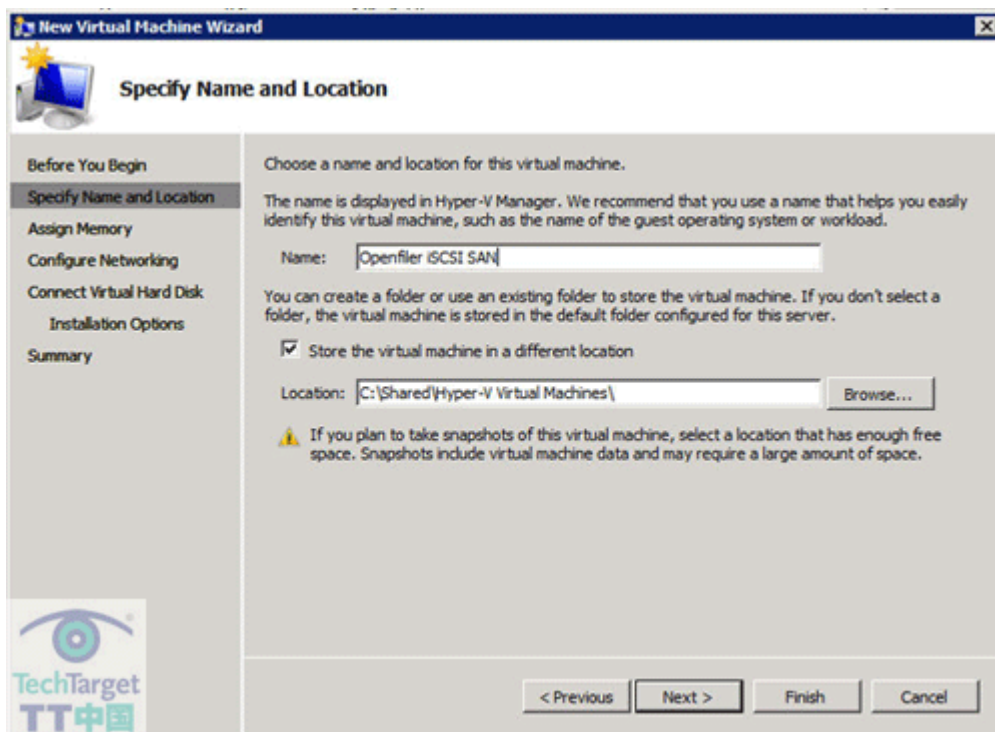 New Virtual Machine Wizard
Specify Name and Location
Before You Begin
Specify Name and Location
Assign Memory
Configure Networking
Connect Virtual Hard Disk
Installation Options
Summary
Choose a name and location for this virtual machine.
The name is displayed in Hyper-V Manager. We recommend that you use a name that helps you easily
identify this virtual machine, such as the name of the guest operating system or workload.
Name: Openfiler iSCSI SAN
You can create a folder or use an existing folder to store the virtual machine. If you don't select a
folder, the virtual machine is stored in the default folder configured for this server.
Store the virtual machine in a different location
Location: C:\Shared\Hyper-V Virtual Machines\ Browse...
If you plan to take snapshots of this virtual machine, select a location that has enough free
space. Snapshots include virtual machine data and may require a large amount of space.
< Previous Next > Finish Cancel
TechTarget
TT中国